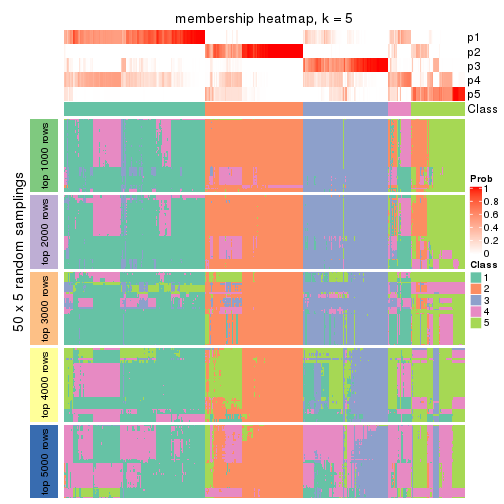 membership heatmap, k = 5
p1
p2
p3
p4
p5
Class
50 x 5 random samplings
top 1000 rows
top 2000 rows
top 3000 rows
top 4000 rows
top 5000 rows
Prob
1
0.8
0.6
0.4
0.2
0
Class
1
2
3
4
5